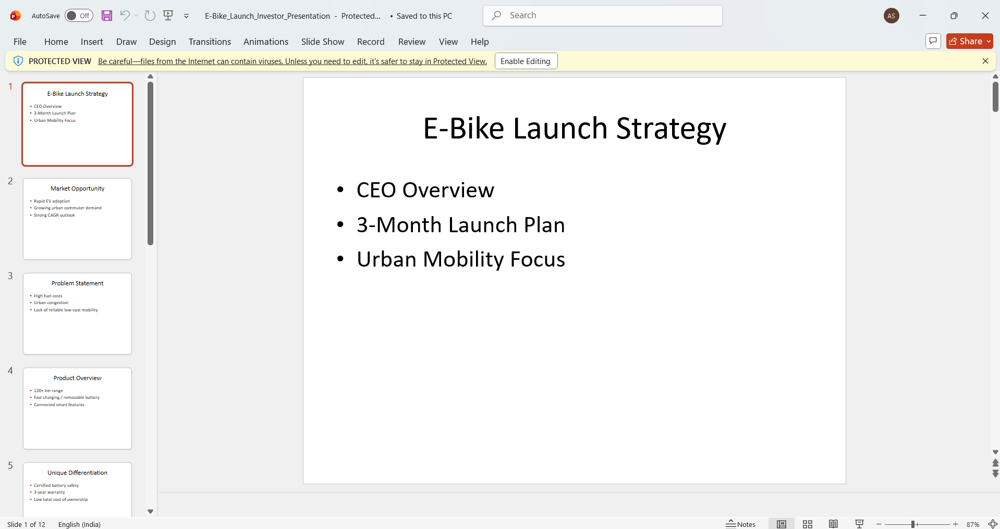 AutoSave
Off
E-Bike_Launch_Investor_Presentation - Protected... • Saved to this PC
Search
AS
File Home Insert Draw Design Transitions Animations Slide Show Record Review View Help
Share
PROTECTED VIEW Be careful—files from the Internet can contain viruses. Unless you need to edit, it's safer to stay in Protected View. Enable Editing
1
E-Bike Launch Strategy
• CEO Overview
• 3-Month Launch Plan
• Urban Mobility Focus
2
Market Opportunity
• Rapid EV adoption
• Growing urban commuter demand
• Strong CAGR outlook
3
Problem Statement
• High fuel costs
• Urban congestion
• Lack of reliable low-cost mobility
4
Product Overview
• 120+ km range
• Fast charging / removable battery
• Connected smart features
5
Unique Differentiation
• Certified battery safety
• 3-year warranty
• Low total cost of ownership
E-Bike Launch Strategy
• CEO Overview
• 3-Month Launch Plan
• Urban Mobility Focus
Slide 1 of 12 English (India) Notes 87%